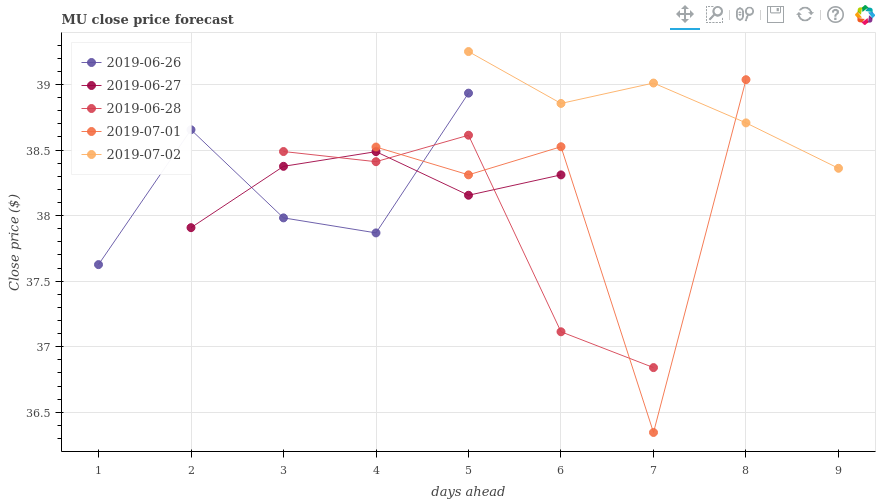 MU close price forecast
2019-06-26
2019-06-27
2019-06-28
2019-07-01
2019-07-02
Close price ($)
39
38.5
38
37.5
37
36.5
1 2 3 4 5 6 7 8 9
days ahead